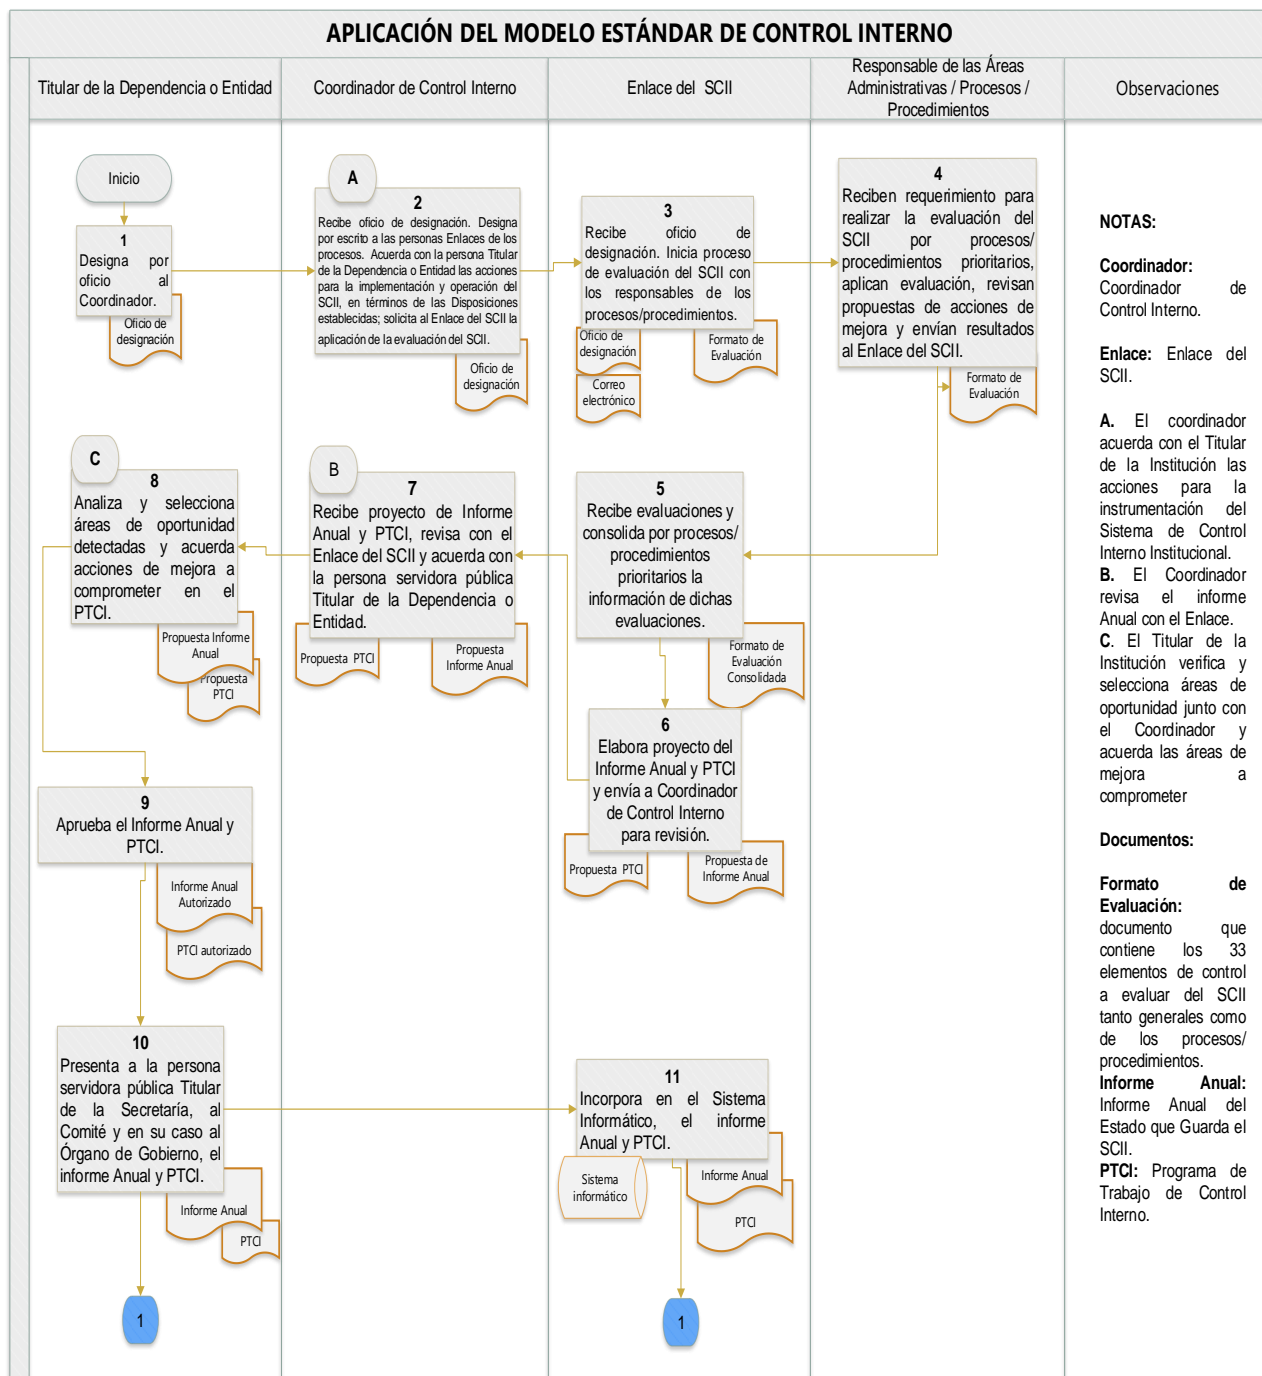 APLICACIÓN DEL MODELO ESTÁNDAR DE CONTROL INTERNO
Titular de la Dependencia o Entidad
Coordinador de Control Interno
Enlace del SCII
Responsable de las Áreas
Administrativas / Procesos /
Procedimientos
Observaciones
Inicio
1
Designa por
oficio al
Coordinador.
Oficio de
designación
A
2
Recibe oficio de designación. Designa
por escrito a las personas Enlaces de los
procesos. Acuerda con la persona Titular
de la Dependencia o Entidad las acciones
para la implementación y operación del
SCII, en términos de las Disposiciones
establecidas; solicita al Enlace del SCII la
aplicación de la evaluación del SCII.
Oficio de
designación
3
Recibe oficio de
designación. Inicia proceso
de evaluación del SCII con
los responsables de los
procesos/procedimientos.
Oficio de
designación
Correo
electrónico
Formato de
Evaluación
4
Reciben requerimiento para
realizar la evaluación del
SCII por procesos/
procedimientos prioritarios,
aplican evaluación, revisan
propuestas de acciones de
mejora y envían resultados
al Enlace del SCII.
Formato de
Evaluación
5
Recibe evaluaciones y
consolida por procesos/
procedimientos
prioritarios la
información de dichas
evaluaciones.
Formato de
Evaluación
Consolidada
6
Elabora proyecto del
Informe Anual y PTCI
y envía a Coordinador
de Control Interno
para revisión.
Propuesta PTCI
Propuesta de
Informe Anual
B
7
Recibe proyecto de Informe
Anual y PTCI, revisa con el
Enlace del SCII y acuerda con
la persona servidora pública
Titular de la Dependencia o
Entidad.
Propuesta PTCI
Propuesta
Informe Anual
C
8
Analiza y selecciona
áreas de oportunidad
detectadas y acuerda
acciones de mejora a
comprometer en el
PTCI.
Propuesta Informe
Anual
Propuesta
PTCI
9
Aprueba el Informe Anual y
PTCI.
Informe Anual
Autorizado
PTCI autorizado
10
Presenta a la persona
servidora pública Titular
de la Secretaría, al
Comité y en su caso al
Órgano de Gobierno, el
informe Anual y PTCI.
Informe Anual
PTCI
1
11
Incorpora en el Sistema
Informático, el informe
Anual y PTCI.
Sistema
informático
Informe Anual
PTCI
1
NOTAS:
Coordinador:
Coordinador de
Control Interno.
Enlace: Enlace del
SCII.
A. El coordinador
acuerda con el Titular
de la Institución las
acciones para la
instrumentación del
Sistema de Control
Interno Institucional.
B. El Coordinador
revisa el informe
Anual con el Enlace.
C. El Titular de la
Institución verifica y
selecciona áreas de
oportunidad junto con
el Coordinador y
acuerda las áreas de
mejora a
comprometer
Documentos:
Formato de
Evaluación:
documento que
contiene los 33
elementos de control
a evaluar del SCII
tanto generales como
de los procesos/
procedimientos.
Informe Anual:
Informe Anual del
Estado que Guarda el
SCII.
PTCI: Programa de
Trabajo de Control
Interno.